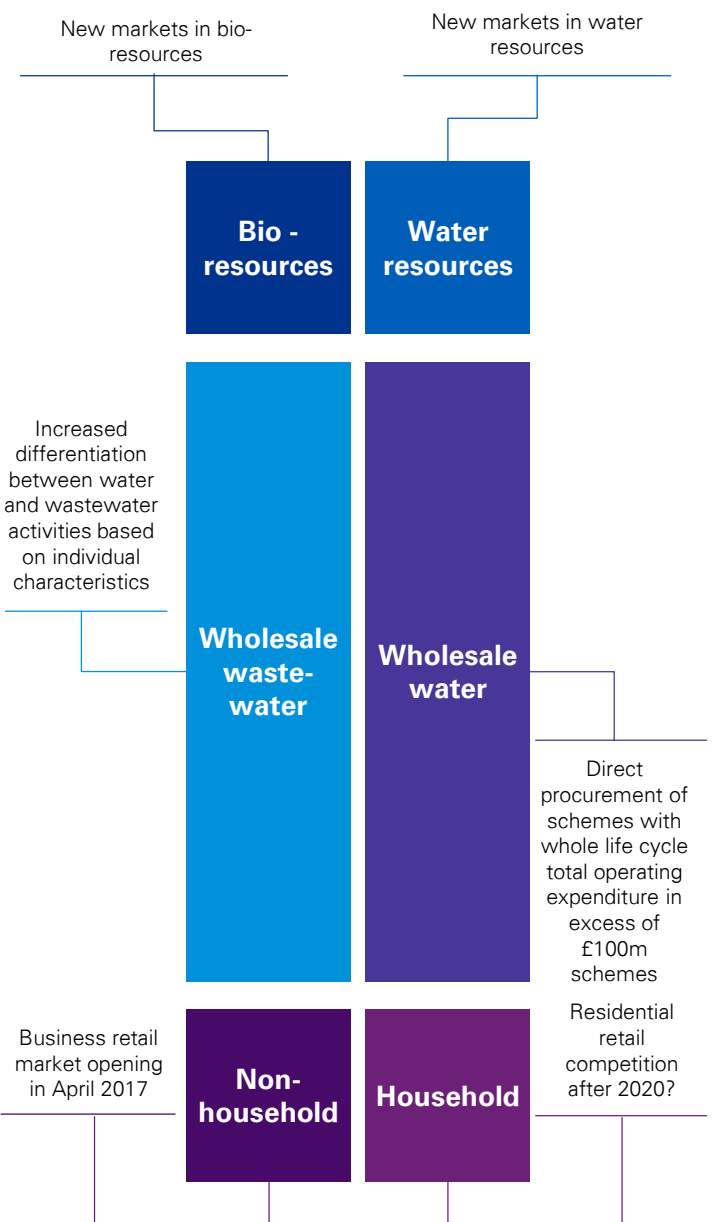 New markets in bio-
resources
New markets in water
resources
Bio -
resources
Water
resources
Increased
differentiation
between water
and wastewater
activities based
on individual
characteristics
Wholesale
waste-
water
Wholesale
water
Direct
procurement of
schemes with
whole life cycle
total operating
expenditure in
excess of
£100m
schemes
Business retail
market opening
in April 2017
Non-
household
Household
Residential
retail
competition
after 2020?